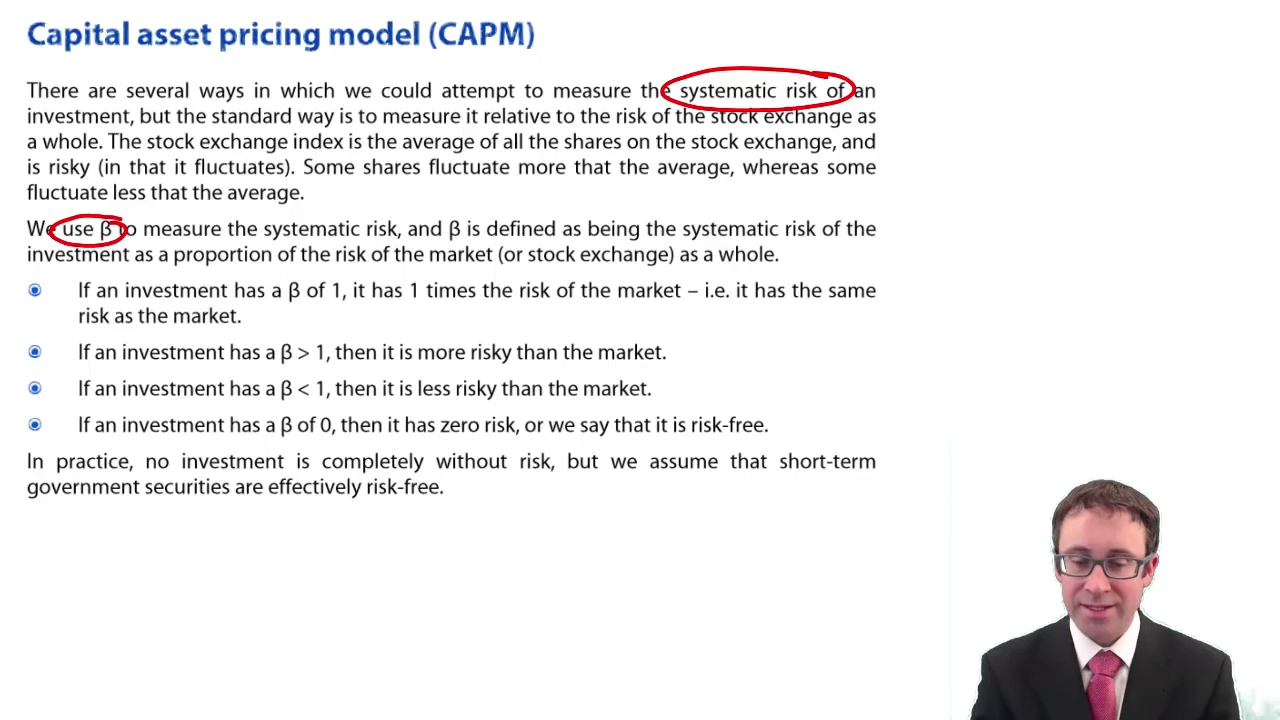 Capital asset pricing model (CAPM)
There are several ways in which we could attempt to measure the systematic risk of an
investment, but the standard way is to measure it relative to the risk of the stock exchange as
a whole. The stock exchange index is the average of all the shares on the stock exchange, and
is risky (in that it fluctuates). Some shares fluctuate more that the average, whereas some
fluctuate less that the average.
We use β to measure the systematic risk, and β is defined as being the systematic risk of the
investment as a proportion of the risk of the market (or stock exchange) as a whole.
If an investment has a β of 1, it has 1 times the risk of the market – i.e. it has the same
risk as the market.
If an investment has a β > 1, then it is more risky than the market.
If an investment has a β < 1, then it is less risky than the market.
If an investment has a β of 0, then it has zero risk, or we say that it is risk-free.
In practice, no investment is completely without risk, but we assume that short-term
government securities are effectively risk-free.